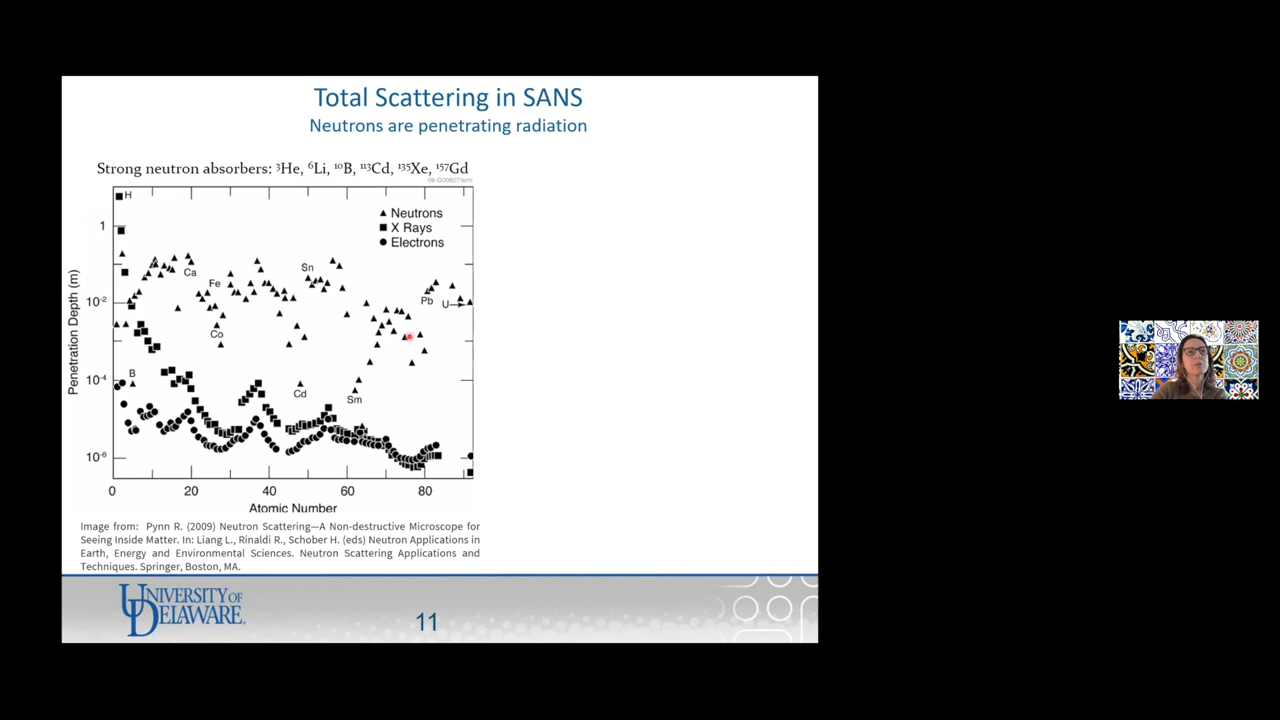 Total Scattering in SANS
Neutrons are penetrating radiation
Strong neutron absorbers: ³He, ⁶Li, ¹⁰B, ¹¹³Cd, ¹³⁵Xe, ¹⁵⁷Gd
H
Neutrons
X Rays
Electrons
1
Ca
Fe
Sn
Pb
U
10⁻²
Co
Penetration Depth (m)
B
10⁻⁴
Cd
Sm
10⁻⁶
0 20 40 60 80
Atomic Number
Image from: Pynn R. (2009) Neutron Scattering—A Non-destructive Microscope for
Seeing Inside Matter. In: Liang L., Rinaldi R., Schober H. (eds) Neutron Applications in
Earth, Energy and Environmental Sciences. Neutron Scattering Applications and
Techniques. Springer, Boston, MA.
UNIVERSITY OF
DELAWARE.
11